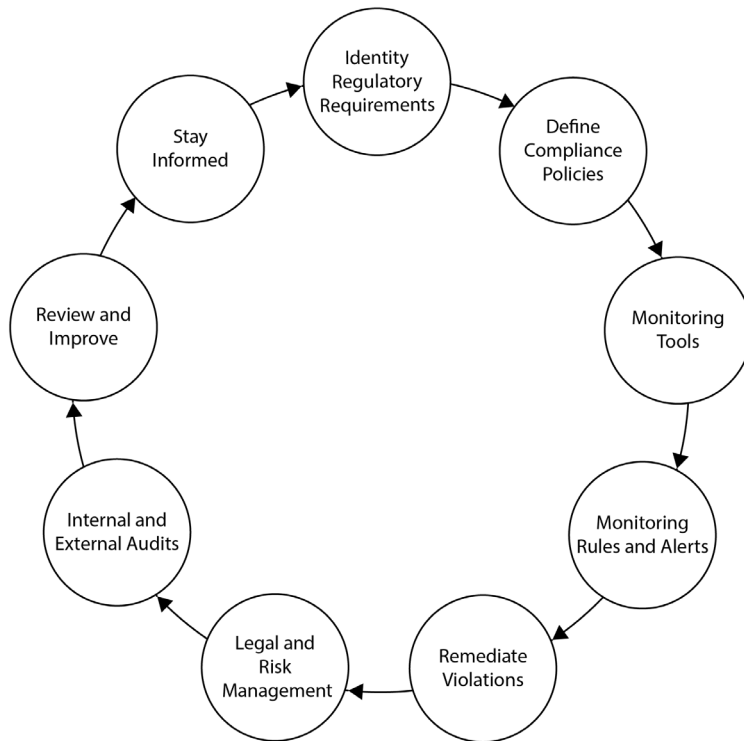 Identity
Regulatory
Requirements
Define
Compliance
Policies
Monitoring
Tools
Monitoring
Rules and Alerts
Remediate
Violations
Legal and
Risk
Management
Internal and
External Audits
Review and
Improve
Stay
Informed